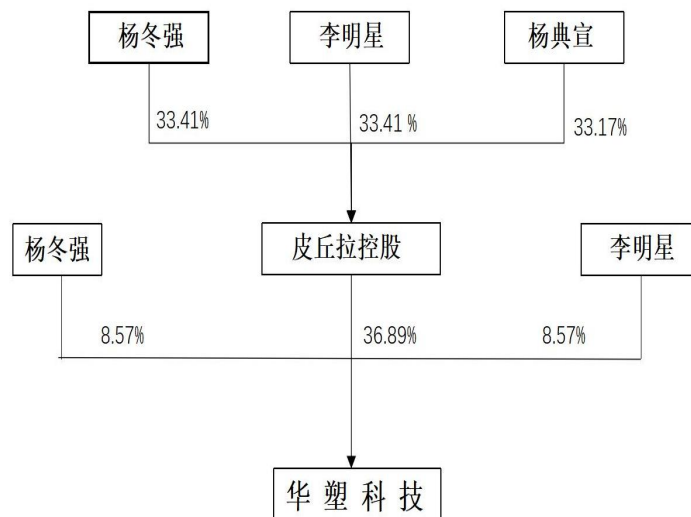 杨冬强
李明星
杨典宣
33.41%
33.41 %
33.17%
杨冬强
皮丘拉控股
李明星
8.57%
36.89%
8.57%
华塑科技